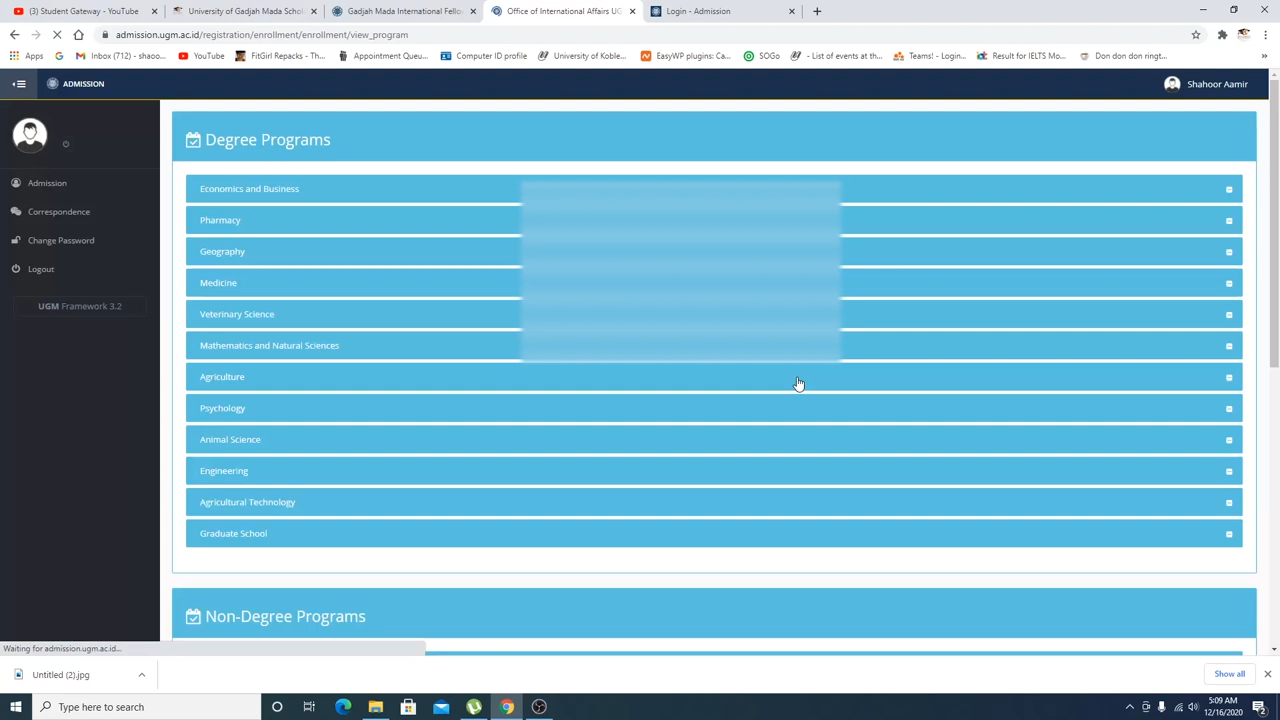 (3) Student Gateway - YouTube
University of Gadjah Mada Schol
Gadjah Mada International Fellov
Office of International Affairs UG
Login - Admission
admission.ugm.ac.id/registration/enrollment/enrollment/view_program
Apps
Inbox (712) - shaoo...
YouTube
FitGirl Repacks - Th...
Appointment Queu...
Computer ID profile
University of Koble...
EasyWP plugins: Ca...
SOGo
- List of events at th...
Teams! - Login...
Result for IELTS Mo...
Don don don ringt...
»
ADMISSION
Shahoor Aamir
Degree Programs
Admission
Correspondence
Change Password
Logout
UGM Framework 3.2
Economics and Business
Pharmacy
Geography
Medicine
Veterinary Science
Mathematics and Natural Sciences
Agriculture
Psychology
Animal Science
Engineering
Agricultural Technology
Graduate School
Non-Degree Programs
Waiting for admission.ugm.ac.id...
Untitled (2).jpg
Show all
Type here to search
5:09 AM
12/16/2020
2